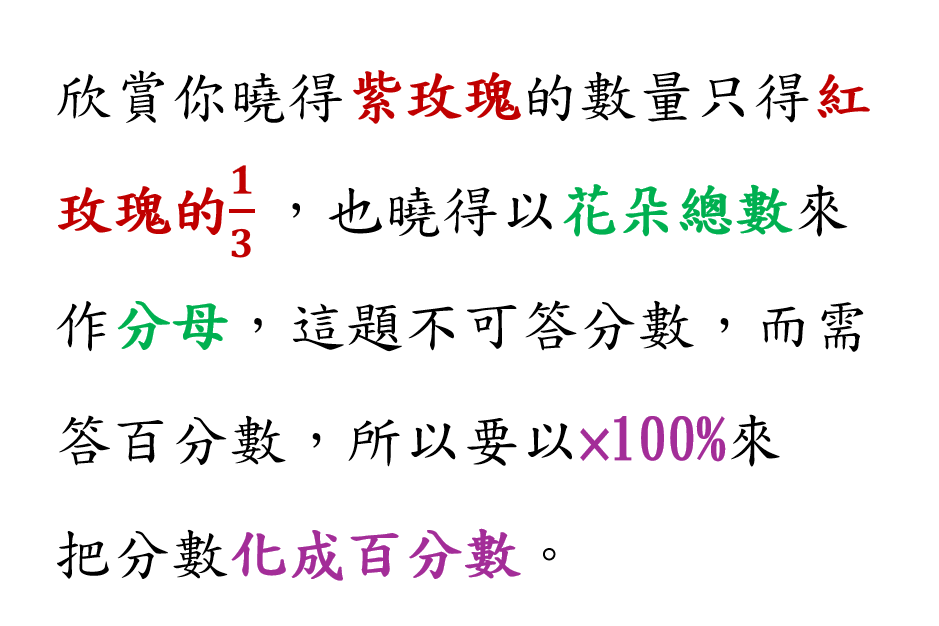 欣賞你曉得紫玫瑰的數量只得紅
玫瑰的1/3，也曉得以花朵總數來
作分母，這題不可答分數，而需
答百分數，所以要以×100%來
把分數化成百分數。